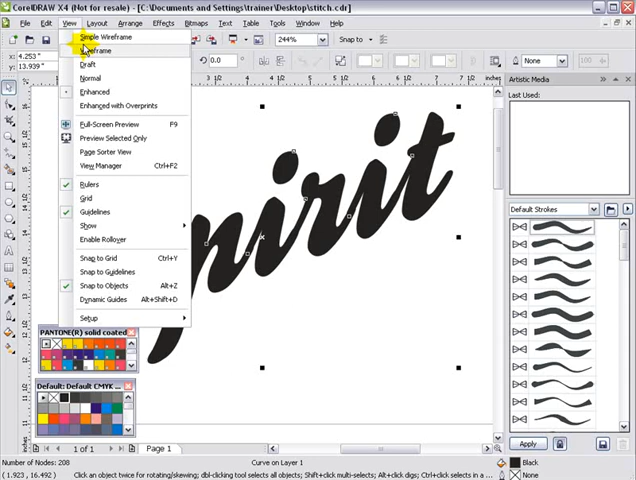 CorelDRAW X4 (Not for resale) - [C:\Documents and Settings\trainer\Desktop\stitch.cdr]
File Edit View Layout Arrange Effects Bitmaps Text Table Tools Window Help
244% Snap to
x: 4.253"
y: 13.939"
0.0
None
Simple Wireframe
Wireframe
Draft
Normal
Enhanced
Enhanced with Overprints
Full-Screen Preview F9
Preview Selected Only
Page Sorter View
View Manager Ctrl+F2
Rulers
Grid
Guidelines
Show
Enable Rollover
Snap to Grid Ctrl+Y
Snap to Guidelines
Snap to Objects Alt+Z
Dynamic Guides Alt+Shift+D
Setup
pirit
Artistic Media
Last Used:
Default Strokes
Apply
PANTONE(R) solid coated
Default: Default CMYK
1 of 1 Page 1
Number of Nodes: 208 Curve on Layer 1 Black
(1.923, 16.492) Click an object twice for rotating/skewing; dbl-clicking tool selects all objects; Shift+click multi-selects; Alt+click digs; Ctrl+click selects in a ... None